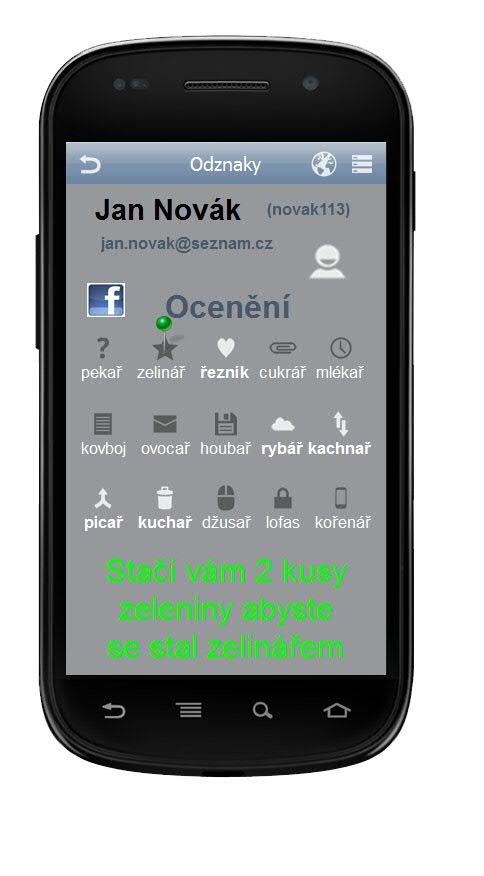 Odznaky
Jan Novák (novak113)
jan.novak@seznam.cz
f Ocenění
?
pekař zelinář řezník cukrář mlékař
kovboj ovocař houbař rybář kachnař
picař kuchař džusař lofas kořenář
Stačí vám 2 kusy
zeleniny abyste
se stal zelinářem